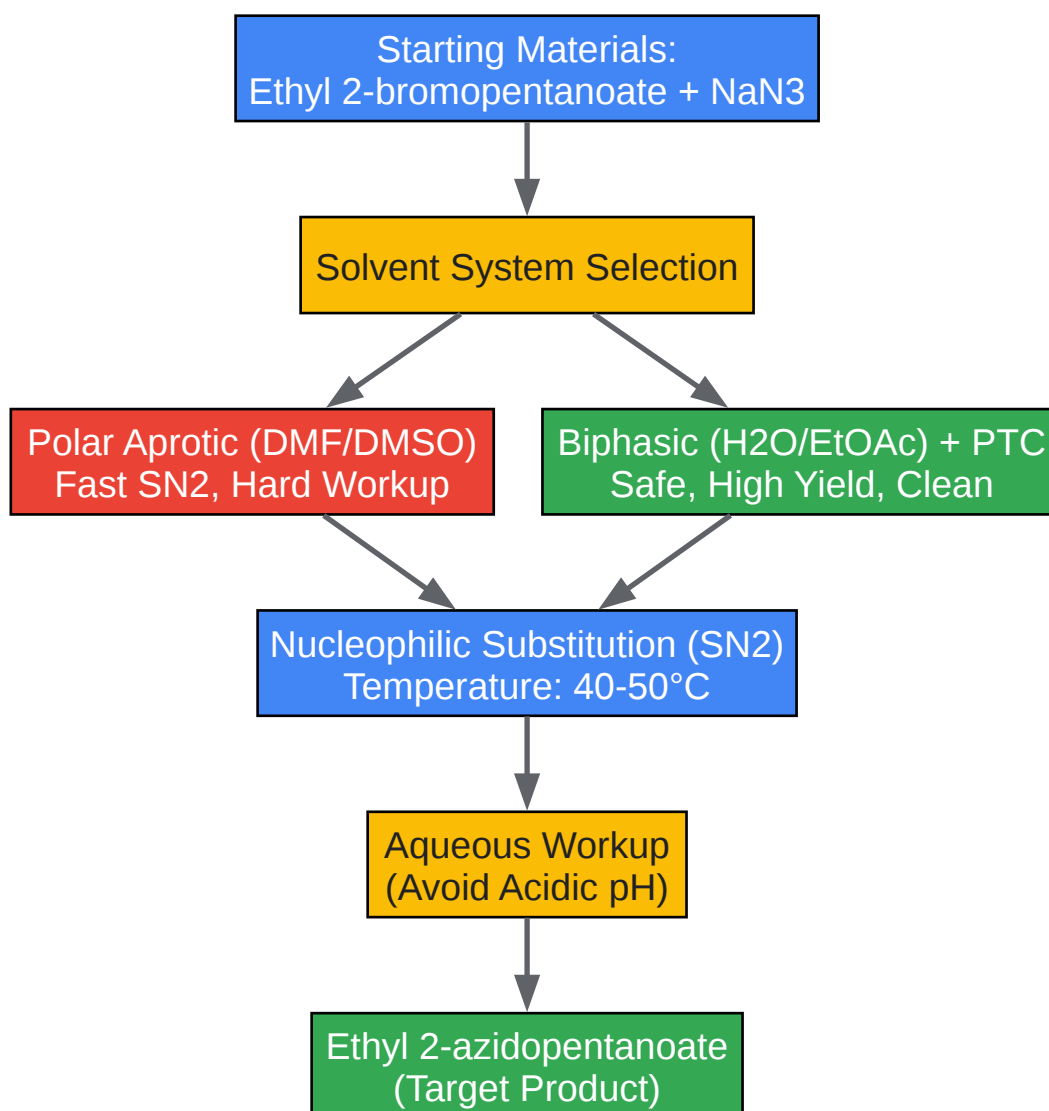 Starting Materials:
Ethyl 2-bromopentanoate + NaN3
Solvent System Selection
Polar Aprotic (DMF/DMSO)
Fast SN2, Hard Workup
Biphasic (H2O/EtOAc) + PTC
Safe, High Yield, Clean
Nucleophilic Substitution (SN2)
Temperature: 40-50°C
Aqueous Workup
(Avoid Acidic pH)
Ethyl 2-azidopentanoate
(Target Product)